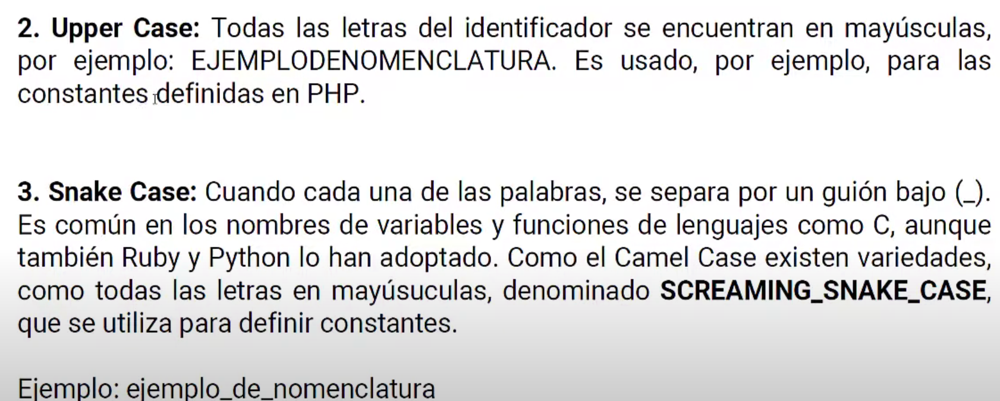 2. Upper Case: Todas las letras del identificador se encuentran en mayúsculas,
por ejemplo: EJEMPLODENOMENCLATURA. Es usado, por ejemplo, para las
constantes definidas en PHP.
3. Snake Case: Cuando cada una de las palabras, se separa por un guión bajo (_).
Es común en los nombres de variables y funciones de lenguajes como C, aunque
también Ruby y Python lo han adoptado. Como el Camel Case existen variedades,
como todas las letras en mayúsuculas, denominado SCREAMING_SNAKE_CASE,
que se utiliza para definir constantes.
Ejemplo: ejemplo_de_nomenclatura